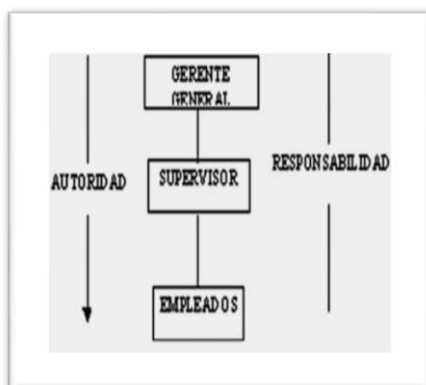 GERENTE
GENERAL
AUTORIDAD
SUPERVISOR
RESPONSABILIDAD
EMPLEADOS